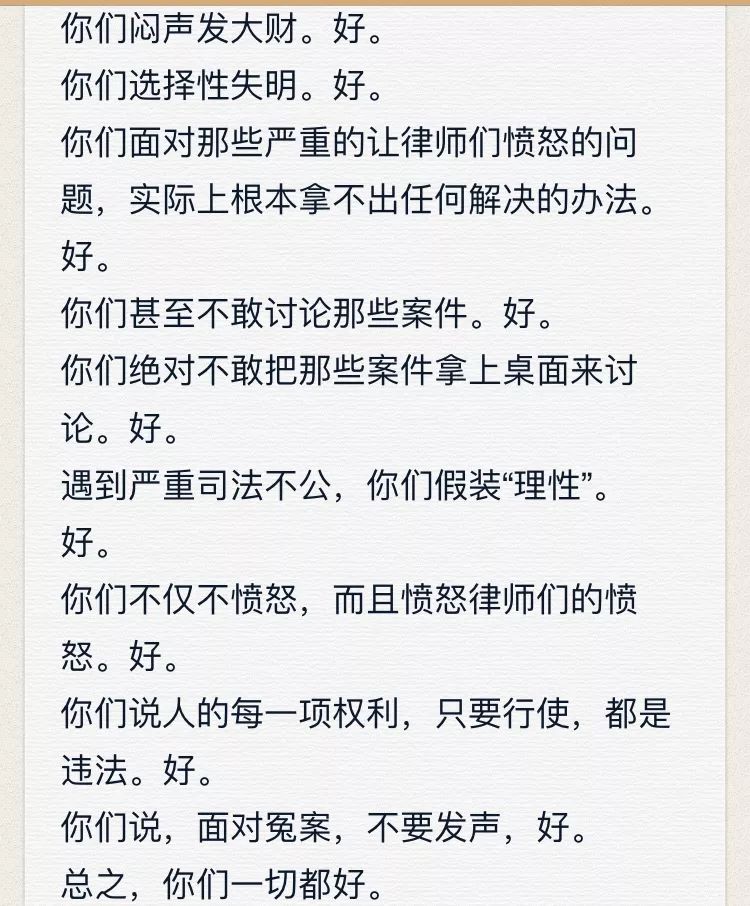 你们闷声发大财。好。
你们选择性失明。好。
你们面对那些严重的让律师们愤怒的问
题，实际上根本拿不出任何解决的办法。
好。
你们甚至不敢讨论那些案件。好。
你们绝对不敢把那些案件拿上桌面来讨
论。好。
遇到严重司法不公，你们假装“理性”。
好。
你们不仅不愤怒，而且愤怒律师们的愤
怒。好。
你们说人的每一项权利，只要行使，都是
违法。好。
你们说，面对冤案，不要发声，好。
总之，你们一切都好。